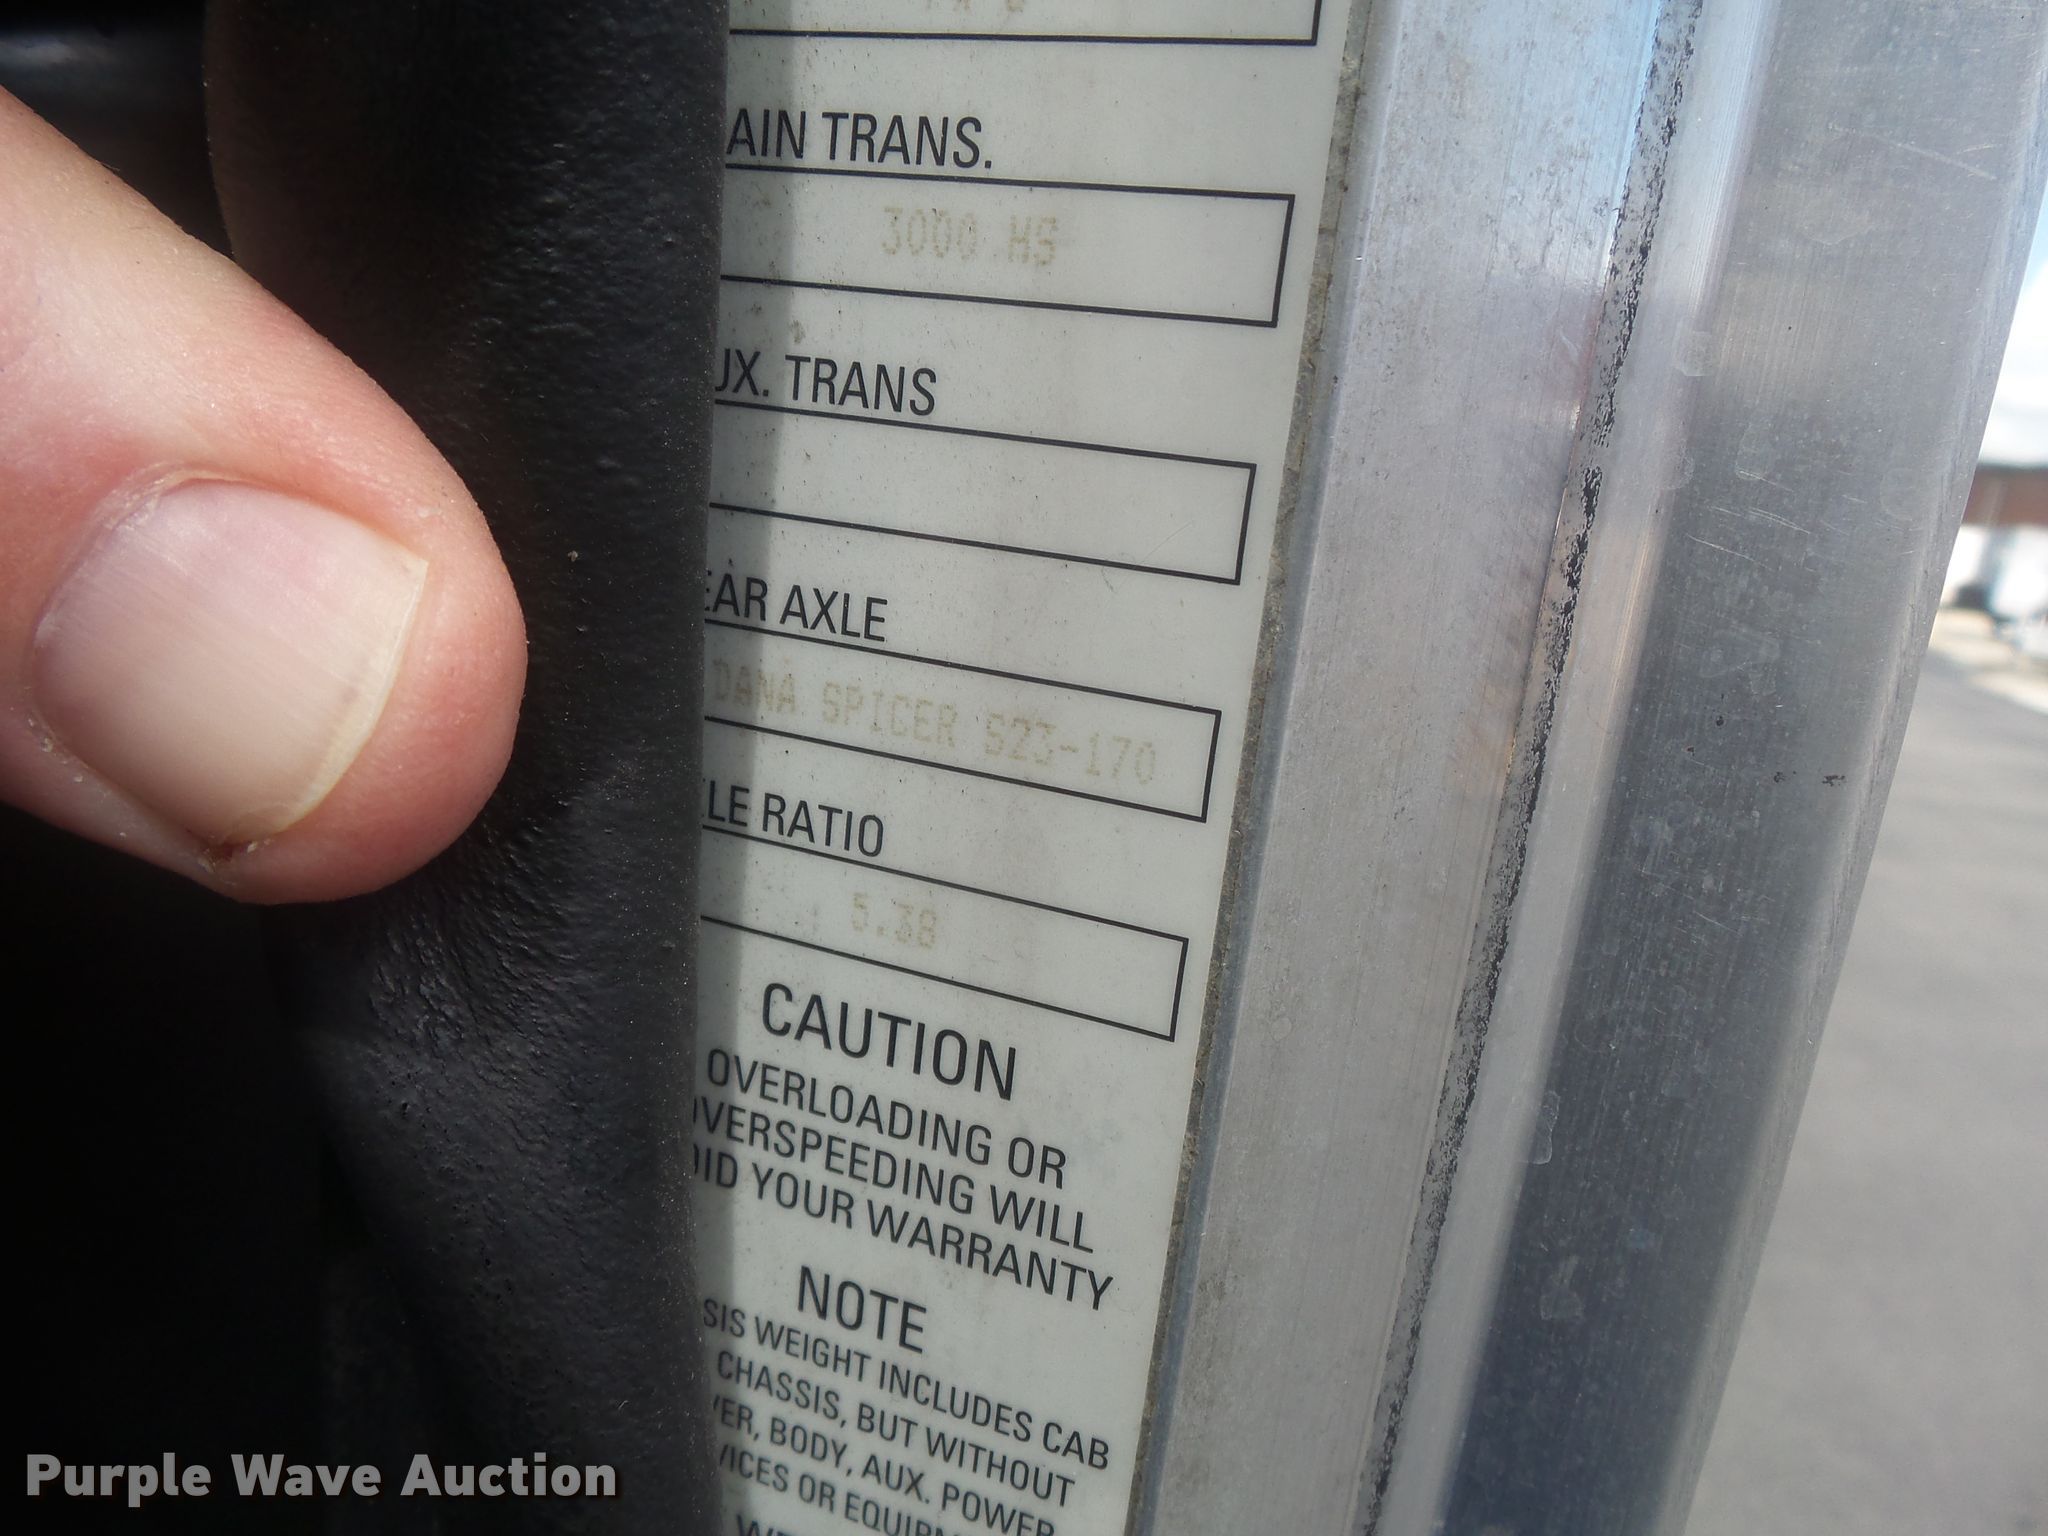 AIN TRANS.
3000 HS
UX. TRANS
EAR AXLE
DANA SPICER S23-170
LE RATIO
5.38
CAUTION
OVERLOADING OR
OVERSPEEDING WILL
OID YOUR WARRANTY
NOTE
SIS WEIGHT INCLUDES CAB
CHASSIS, BUT WITHOUT
VER, BODY, AUX. POWER
VICES OR EQUIPM
Purple Wave Auction